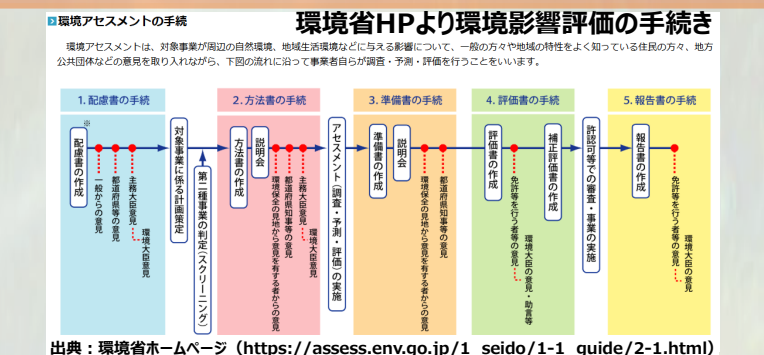 環境アセスメントの手続
環境省HPより環境影響評価の手続き
環境アセスメントは、対象事業が周辺の自然環境、地域生活環境などに与える影響について、一般の方々や地域の特性をよく知っている住民の方々、地方
公共団体などの意見を取り入れながら、下図の流れに沿って事業者自らが調査・予測・評価を行うことをいいます。
1.配慮書の手続
※
配慮書の作成
一般からの意見
都道府県等の意見
主務大臣意見
環境大臣意見
対象事業に係る計画策定
第二種事業の判定(スクリーニング)
2.方法書の手続
方法書の作成
説明会
環境保全の見地から意見を有する者からの意見
都道府県知事等の意見
主務大臣意見
環境大臣意見
アセスメント(調査・予測・評価)の実施
3.準備書の手続
準備書の作成
説明会
環境保全の見地から意見を有する者からの意見
都道府県知事等の意見
4.評価書の手続
評価書の作成
免許等を行う者等の意見
環境大臣の意見・助言等
補正評価書の作成
許認可等での審査・事業の実施
5.報告書の手続
報告書の作成
免許等を行う者等の意見
環境大臣の意見
出典：環境省ホームページ（https://assess.env.go.jp/1_seido/1-1_guide/2-1.html）